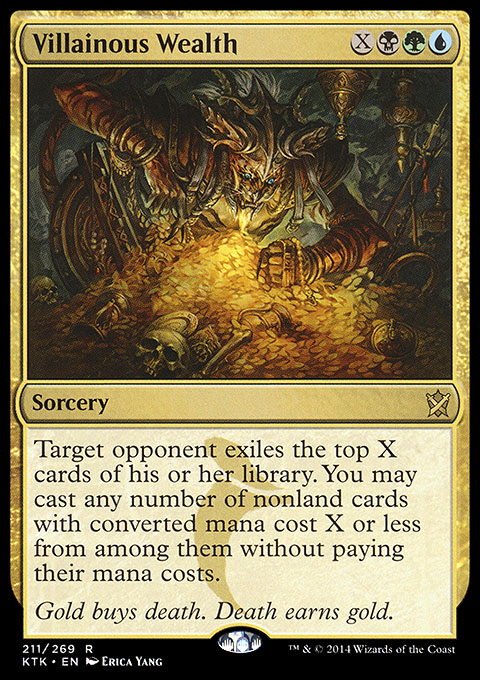 Villainous Wealth X
Sorcery
Target opponent exiles the top X
cards of his or her library. You may
cast any number of nonland cards
with converted mana cost X or less
from among them without paying
their mana costs.
Gold buys death. Death earns gold.
211/269 R
KTK • EN Erica Yang
™ & © 2014 Wizards of the Coast